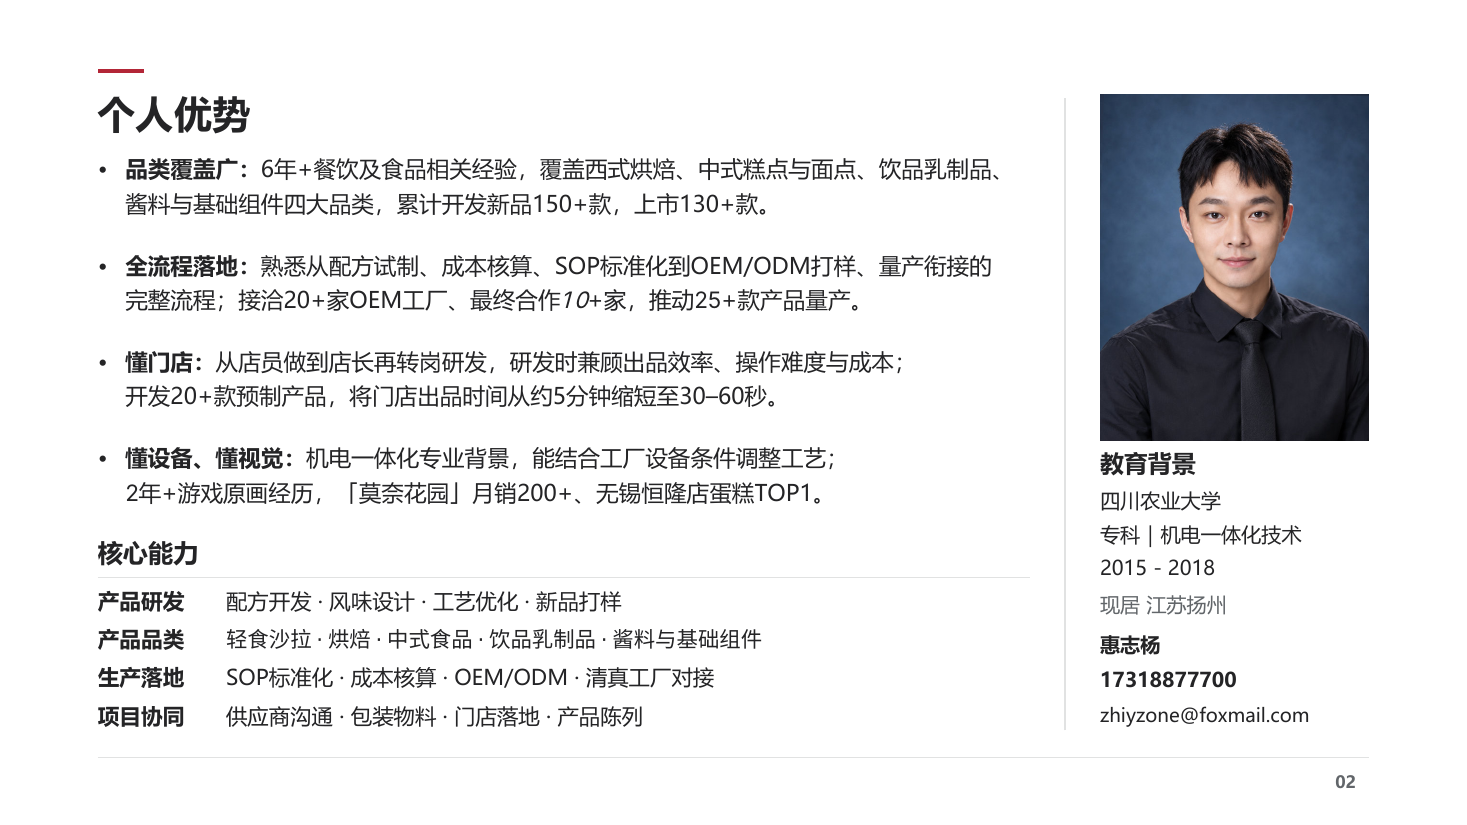 个人优势
• 品类覆盖广：6年+餐饮及食品相关经验，覆盖西式烘焙、中式糕点与面点、饮品乳制品、
酱料与基础组件四大品类，累计开发新品150+款，上市130+款。
• 全流程落地：熟悉从配方试制、成本核算、SOP标准化到OEM/ODM打样、量产衔接的
完整流程；接洽20+家OEM工厂、最终合作10+家，推动25+款产品量产。
• 懂门店：从店员做到店长再转岗研发，研发时兼顾出品效率、操作难度与成本；
开发20+款预制产品，将门店出品时间从约5分钟缩短至30–60秒。
• 懂设备、懂视觉：机电一体化专业背景，能结合工厂设备条件调整工艺；
2年+游戏原画经历，「莫奈花园」月销200+、无锡恒隆店蛋糕TOP1。
核心能力
产品研发 配方开发 · 风味设计 · 工艺优化 · 新品打样
产品品类 轻食沙拉 · 烘焙 · 中式食品 · 饮品乳制品 · 酱料与基础组件
生产落地 SOP标准化 · 成本核算 · OEM/ODM · 清真工厂对接
项目协同 供应商沟通 · 包装物料 · 门店落地 · 产品陈列
教育背景
四川农业大学
专科｜机电一体化技术
2015 - 2018
现居 江苏扬州
惠志杨
17318877700
zhiyzone@foxmail.com
02